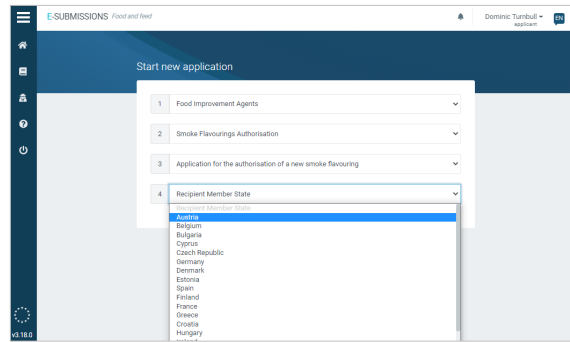 E-SUBMISSIONS Food and feed
Dominic Turnbull
applicant
EN
Start new application
1 Food Improvement Agents
2 Smoke Flavourings Authorisation
3 Application for the authorisation of a new smoke flavouring
4 Recipient Member State
Recipient Member State
Austria
Belgium
Bulgaria
Cyprus
Czech Republic
Germany
Denmark
Estonia
Spain
Finland
France
Greece
Croatia
Hungary
v3.18.0